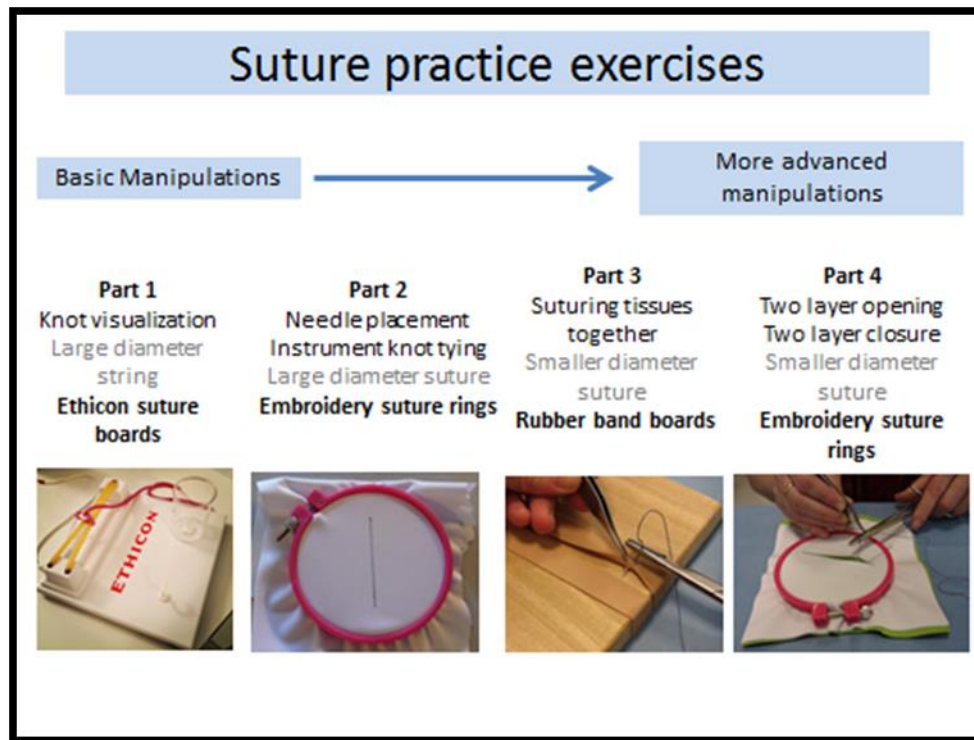 Suture practice exercises
Basic Manipulations
More advanced
manipulations
Part 1
Knot visualization
Large diameter
string
Ethicon suture
boards
Part 2
Needle placement
Instrument knot tying
Large diameter suture
Embroidery suture rings
Part 3
Suturing tissues
together
Smaller diameter
suture
Rubber band boards
Part 4
Two layer opening
Two layer closure
Smaller diameter
suture
Embroidery suture
rings
ETHICON